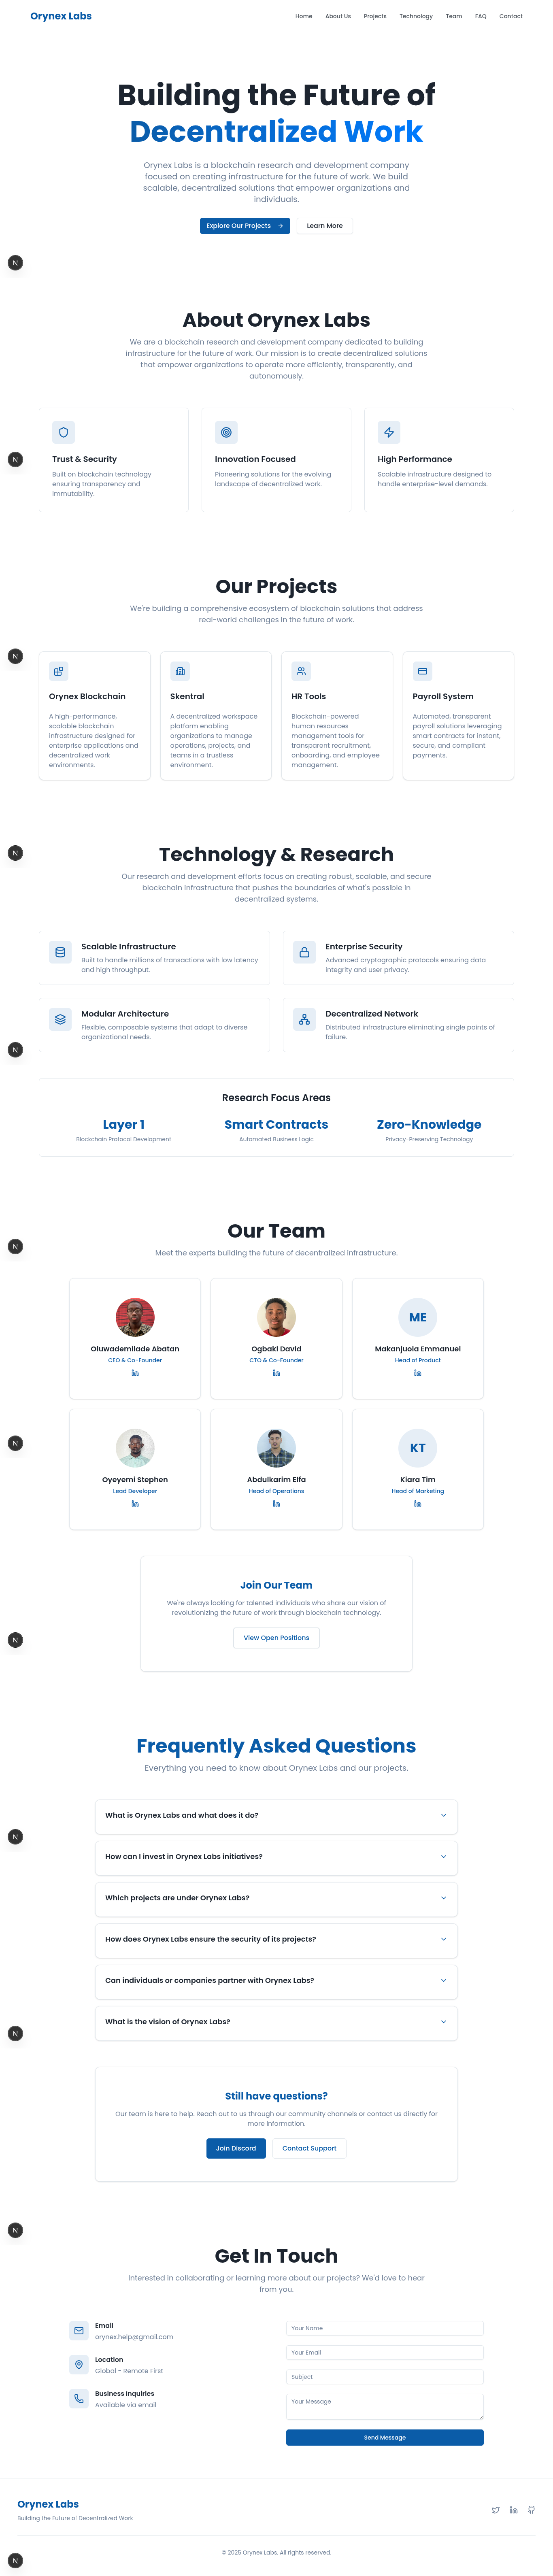 Orynex Labs
Home About Us Projects Technology Team FAQ Contact
Building the Future of
Decentralized Work
Orynex Labs is a blockchain research and development company
focused on creating infrastructure for the future of work. We build
scalable, decentralized solutions that empower organizations and
individuals.
Explore Our Projects
Learn More
N
About Orynex Labs
We are a blockchain research and development company dedicated to building
infrastructure for the future of work. Our mission is to create decentralized solutions
that empower organizations to operate more efficiently, transparently, and
autonomously.
N
Trust & Security
Built on blockchain technology
ensuring transparency and
immutability.
Innovation Focused
Pioneering solutions for the evolving
landscape of decentralized work.
High Performance
Scalable infrastructure designed to
handle enterprise-level demands.
Our Projects
We're building a comprehensive ecosystem of blockchain solutions that address
real-world challenges in the future of work.
N
Orynex Blockchain
A high-performance,
scalable blockchain
infrastructure designed for
enterprise applications and
decentralized work
environments.
Skentral
A decentralized workspace
platform enabling
organizations to manage
operations, projects, and
teams in a trustless
environment.
HR Tools
Blockchain-powered
human resources
management tools for
transparent recruitment,
onboarding, and employee
management.
Payroll System
Automated, transparent
payroll solutions leveraging
smart contracts for instant,
secure, and compliant
payments.
N
Technology & Research
Our research and development efforts focus on creating robust, scalable, and secure
blockchain infrastructure that pushes the boundaries of what's possible in
decentralized systems.
Scalable Infrastructure
Built to handle millions of transactions with low latency
and high throughput.
Enterprise Security
Advanced cryptographic protocols ensuring data
integrity and user privacy.
Modular Architecture
Flexible, composable systems that adapt to diverse
organizational needs.
Decentralized Network
Distributed infrastructure eliminating single points of
failure.
N
Research Focus Areas
Layer 1
Blockchain Protocol Development
Smart Contracts
Automated Business Logic
Zero-Knowledge
Privacy-Preserving Technology
Our Team
N
Meet the experts building the future of decentralized infrastructure.
Oluwademilade Abatan
CEO & Co-Founder
Ogbaki David
CTO & Co-Founder
ME
Makanjuola Emmanuel
Head of Product
N
Oyeyemi Stephen
Lead Developer
Abdulkarim Elfa
Head of Operations
KT
Kiara Tim
Head of Marketing
Join Our Team
We're always looking for talented individuals who share our vision of
revolutionizing the future of work through blockchain technology.
View Open Positions
N
Frequently Asked Questions
Everything you need to know about Orynex Labs and our projects.
What is Orynex Labs and what does it do?
N
How can I invest in Orynex Labs initiatives?
Which projects are under Orynex Labs?
How does Orynex Labs ensure the security of its projects?
Can individuals or companies partner with Orynex Labs?
What is the vision of Orynex Labs?
N
Still have questions?
Our team is here to help. Reach out to us through our community channels or contact us directly for
more information.
Join Discord
Contact Support
N
Get In Touch
Interested in collaborating or learning more about our projects? We'd love to hear
from you.
Email
orynex.help@gmail.com
Location
Global - Remote First
Business Inquiries
Available via email
Your Name
Your Email
Subject
Your Message
Send Message
Orynex Labs
Building the Future of Decentralized Work
© 2025 Orynex Labs. All rights reserved.
N